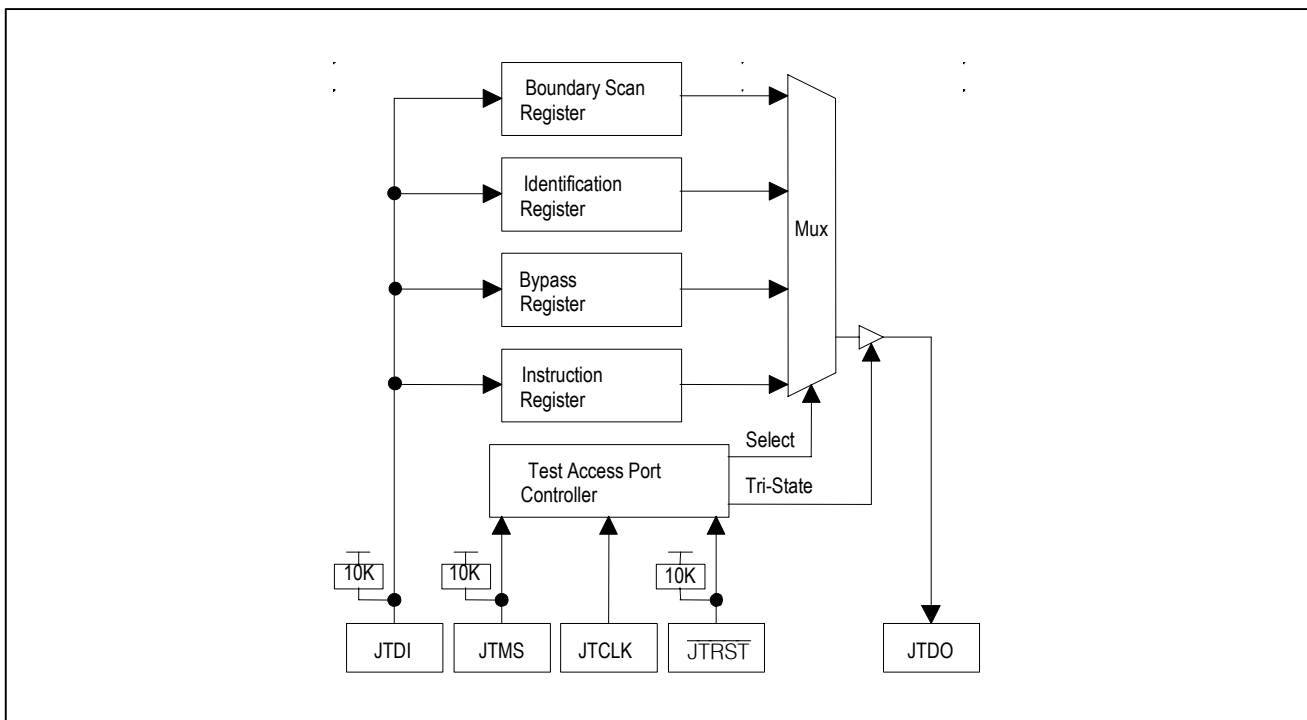 Boundary Scan
Register
Identification
Register
Mux
Bypass
Register
Instruction
Register
Select
Test Access Port
Controller
Tri-State
10K
10K
10K
JTDI
JTMS
JTCLK
JTRST
JTDO